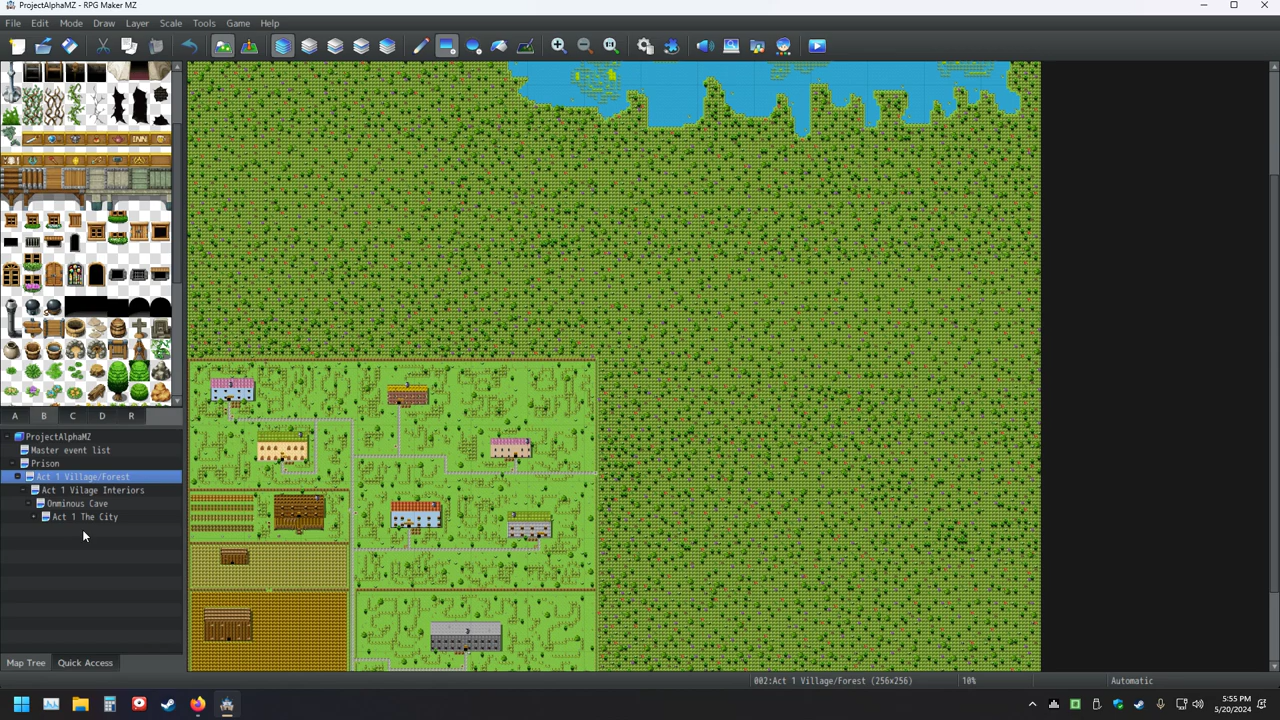 ProjectAlphaMZ - RPG Maker MZ
File Edit Mode Draw Layer Scale Tools Game Help
INN
A B C D R
ProjectAlphaMZ
Master event list
Prison
Act 1 Village/Forest
Act 1 Vilage Interiors
Onminous Cave
Act 1 The City
Map Tree Quick Access
002:Act 1 Village/Forest (256x256) 10% Automatic
5:55 PM
5/20/2024